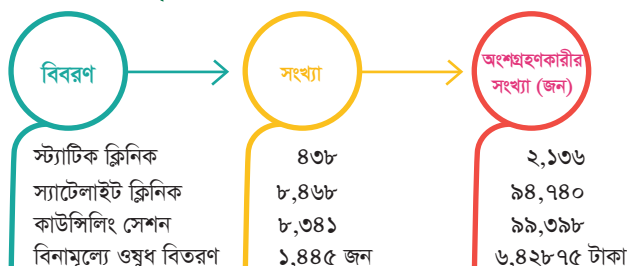 বিবরণ সংখ্যা অংশগ্রহণকারীর
সংখ্যা (জন)
স্ট্যাটিক ক্লিনিক ৪৩৮ ২,১৩৬
স্যাটেলাইট ক্লিনিক ৮,৪৬৮ ৯৪,৭৪০
কাউন্সিলিং সেশন ৮,৩৪১ ৯৯,৩৯৮
বিনামূল্যে ওষুধ বিতরণ ১,৪৪৫ জন ৬,৪২৮৭৫ টাকা